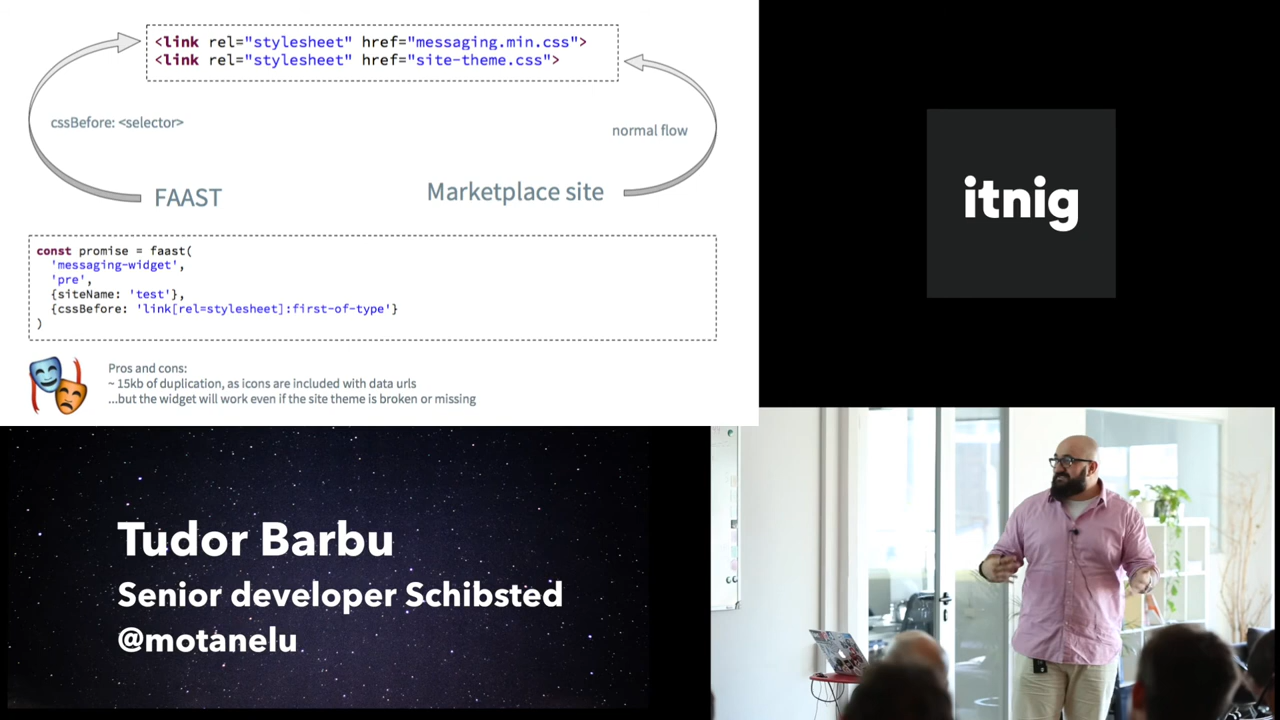 <link rel="stylesheet" href="messaging.min.css">
<link rel="stylesheet" href="site-theme.css">
cssBefore: <selector>
normal flow
FAAST
Marketplace site
const promise = faast(
  'messaging-widget',
  'pre',
  {siteName: 'test'},
  {cssBefore: 'link[rel=stylesheet]:first-of-type'}
)
Pros and cons:
~ 15kb of duplication, as icons are included with data urls
...but the widget will work even if the site theme is broken or missing
itnig
Tudor Barbu
Senior developer Schibsted
@motanelu